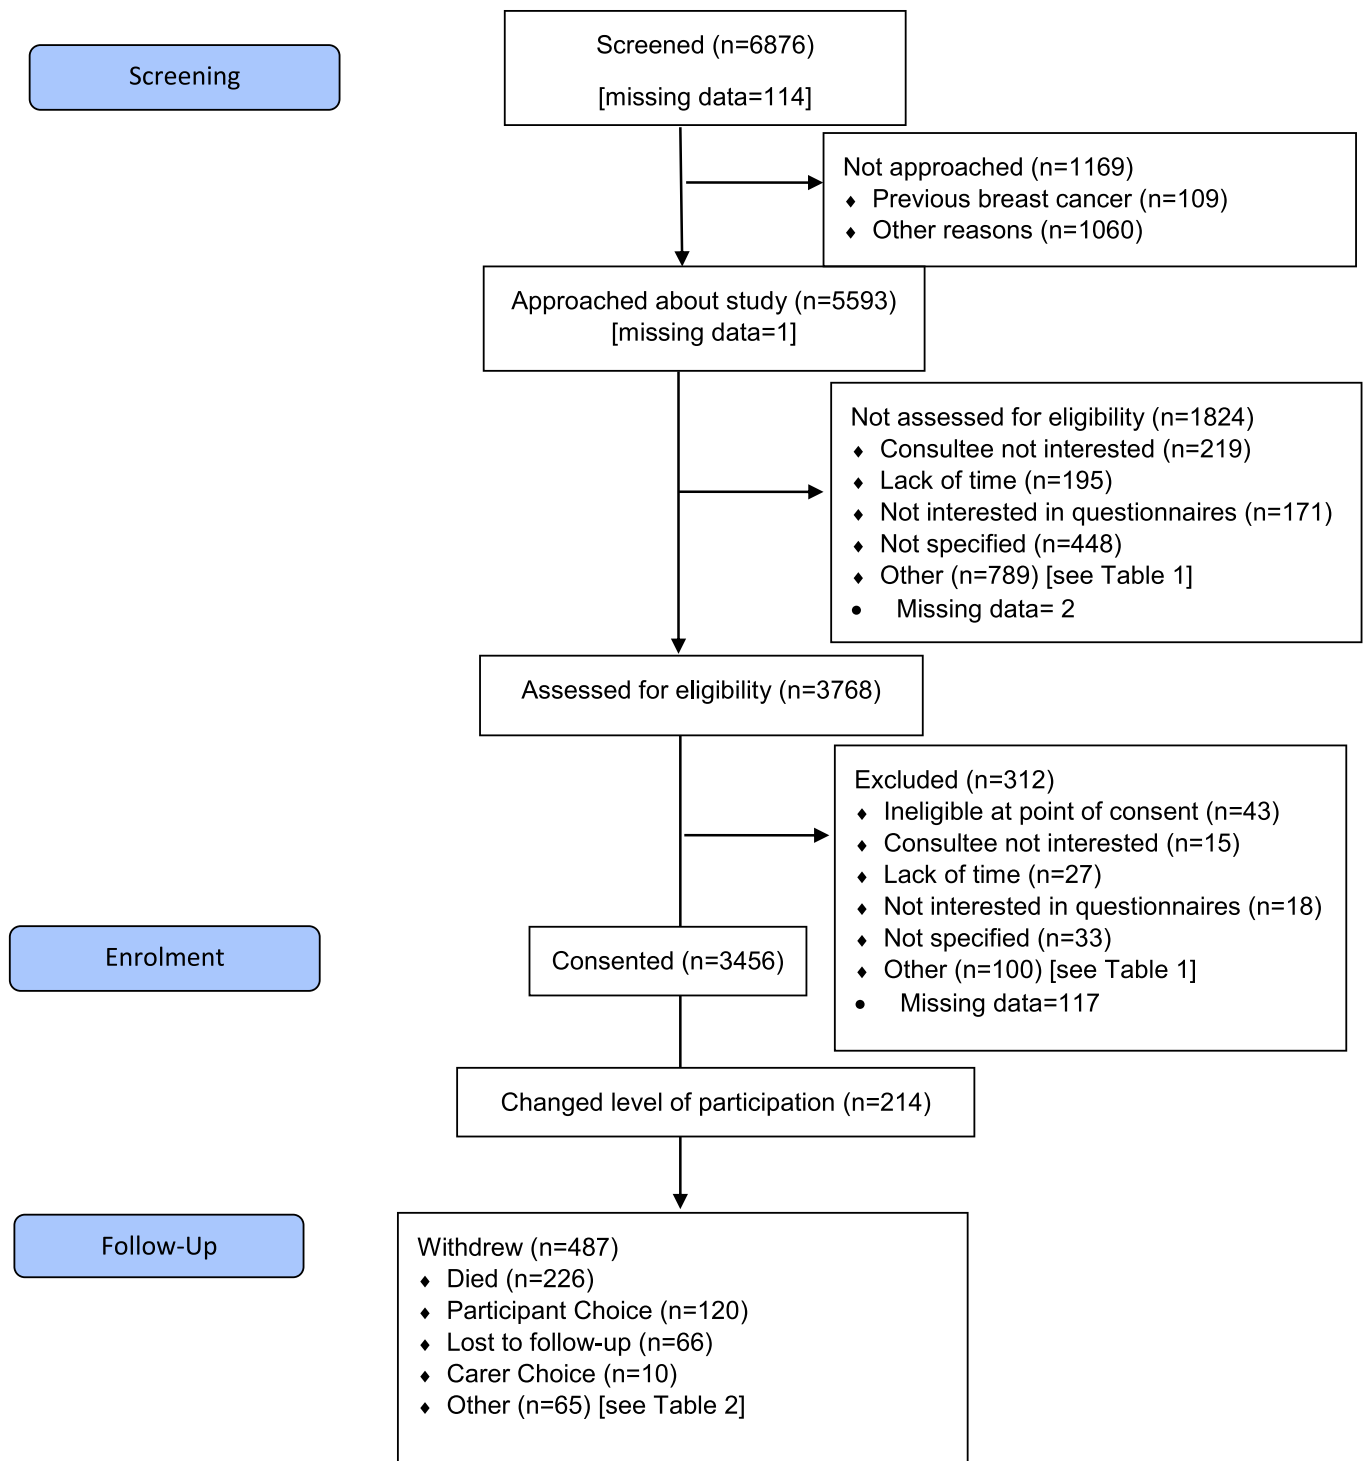 Screening
Screened (n=6876)
[missing data=114]
Not approached (n=1169)
⬧ Previous breast cancer (n=109)
⬧ Other reasons (n=1060)
Approached about study (n=5593)
[missing data=1]
Not assessed for eligibility (n=1824)
⬧ Consultee not interested (n=219)
⬧ Lack of time (n=195)
⬧ Not interested in questionnaires (n=171)
⬧ Not specified (n=448)
⬧ Other (n=789) [see Table 1]
• Missing data= 2
Assessed for eligibility (n=3768)
Excluded (n=312)
⬧ Ineligible at point of consent (n=43)
⬧ Consultee not interested (n=15)
⬧ Lack of time (n=27)
⬧ Not interested in questionnaires (n=18)
⬧ Not specified (n=33)
⬧ Other (n=100) [see Table 1]
• Missing data=117
Enrolment
Consented (n=3456)
Changed level of participation (n=214)
Follow-Up
Withdrew (n=487)
⬧ Died (n=226)
⬧ Participant Choice (n=120)
⬧ Lost to follow-up (n=66)
⬧ Carer Choice (n=10)
⬧ Other (n=65) [see Table 2]